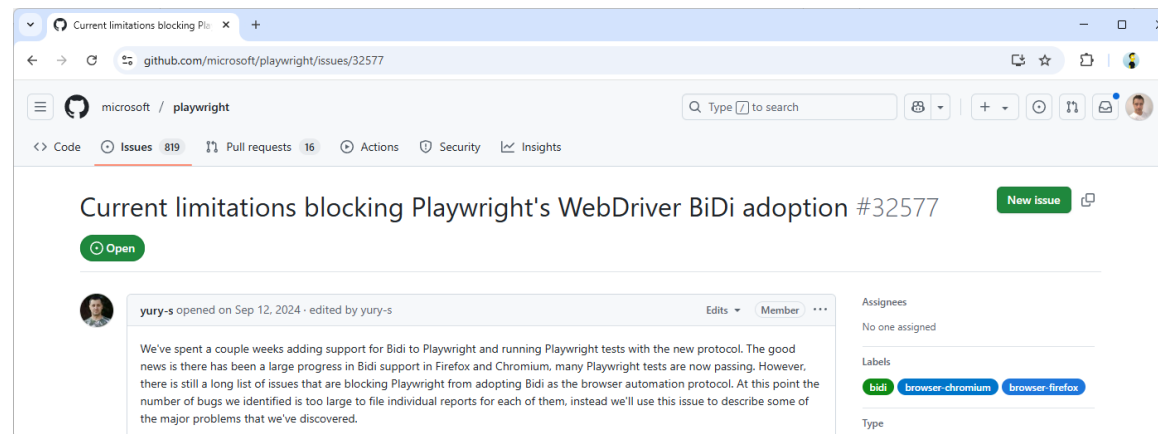 Current limitations blocking Pla
github.com/microsoft/playwright/issues/32577
microsoft / playwright
Type / to search
Code
Issues 819
Pull requests 16
Actions
Security
Insights
Current limitations blocking Playwright's WebDriver BiDi adoption #32577
New issue
Open
yury-s opened on Sep 12, 2024 · edited by yury-s
Edits
Member
We've spent a couple weeks adding support for Bidi to Playwright and running Playwright tests with the new protocol. The good
news is there has been a large progress in Bidi support in Firefox and Chromium, many Playwright tests are now passing. However,
there is still a long list of issues that are blocking Playwright from adopting Bidi as the browser automation protocol. At this point the
number of bugs we identified is too large to file individual reports for each of them, instead we'll use this issue to describe some of
the major problems that we've discovered.
Assignees
No one assigned
Labels
bidi browser-chromium browser-firefox
Type